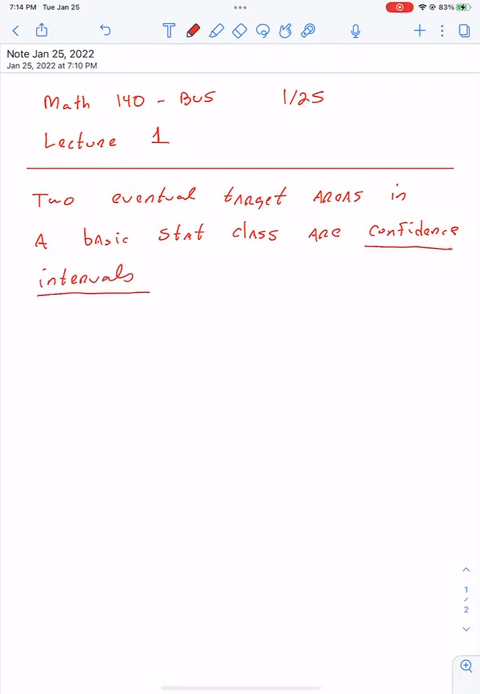 7:14 PM Tue Jan 25
83%
Note Jan 25, 2022
Jan 25, 2022 at 7:10 PM
Math 140 - BUS 1/25
Lecture 1
Two eventual target areas in
A basic stat class are confidence
intervals
1
/
2